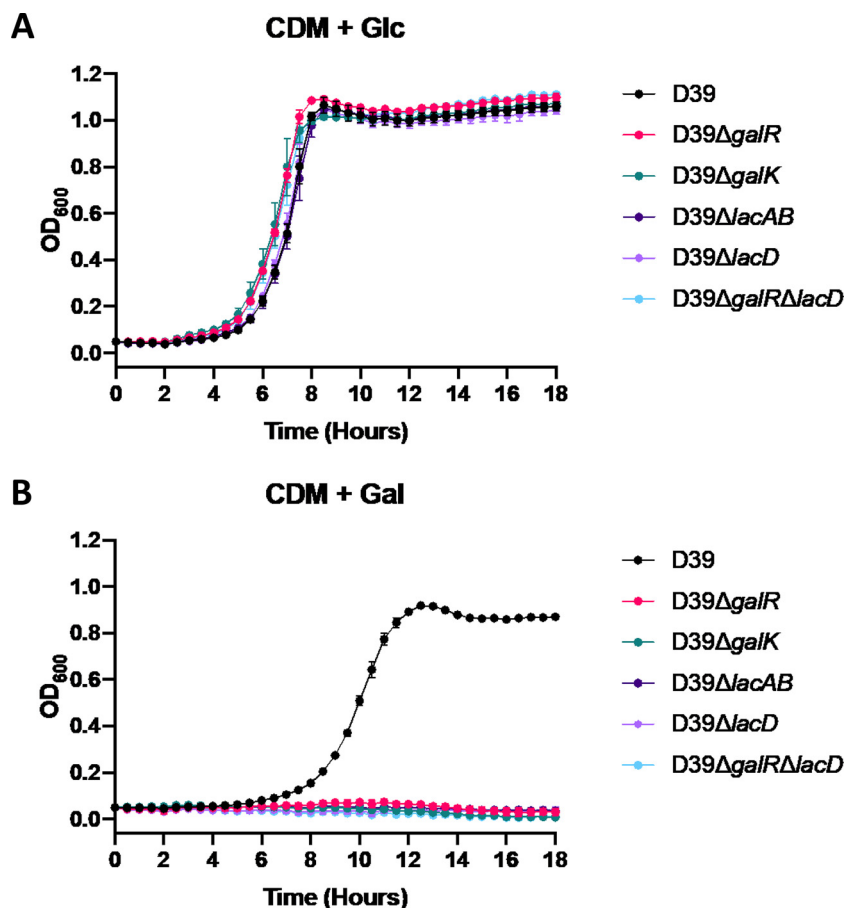 A
CDM + Glc
1.2
1.0
0.8
0.6
0.4
0.2
0.0
OD600
0 2 4 6 8 10 12 14 16 18
Time (Hours)
D39
D39ΔgalR
D39ΔgalK
D39ΔlacAB
D39ΔlacD
D39ΔgalRΔlacD
B
CDM + Gal
1.2
1.0
0.8
0.6
0.4
0.2
0.0
OD600
0 2 4 6 8 10 12 14 16 18
Time (Hours)
D39
D39ΔgalR
D39ΔgalK
D39ΔlacAB
D39ΔlacD
D39ΔgalRΔlacD